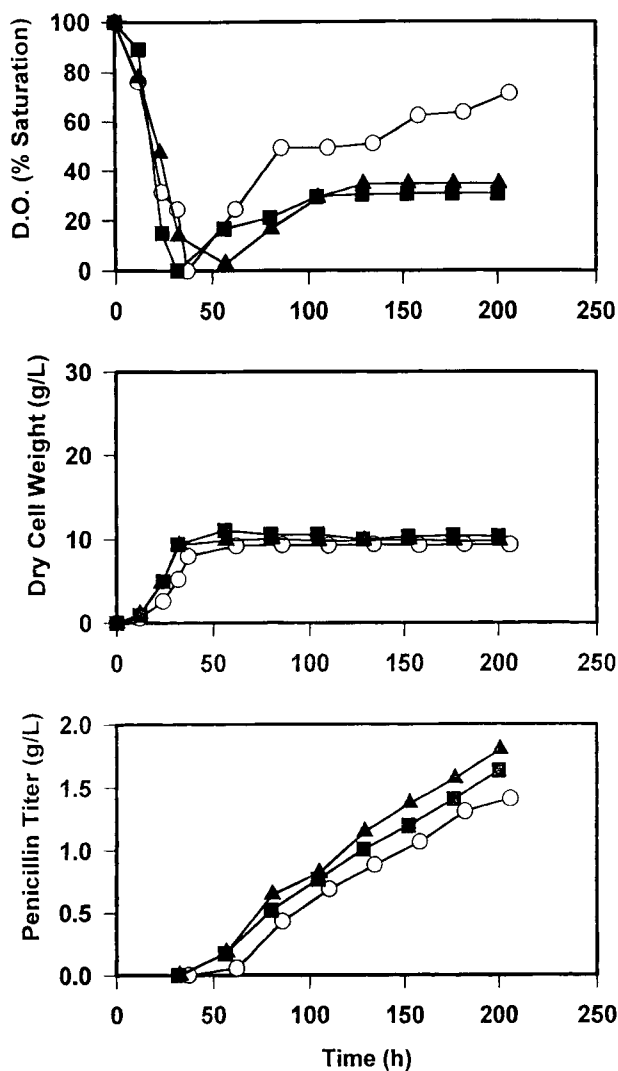 D.O. (% Saturation)
100
80
60
40
20
0
0 50 100 150 200 250
Dry Cell Weight (g/L)
30
20
10
0
0 50 100 150 200 250
Penicillin Titer (g/L)
2.0
1.5
1.0
0.5
0.0
0 50 100 150 200 250
Time (h)